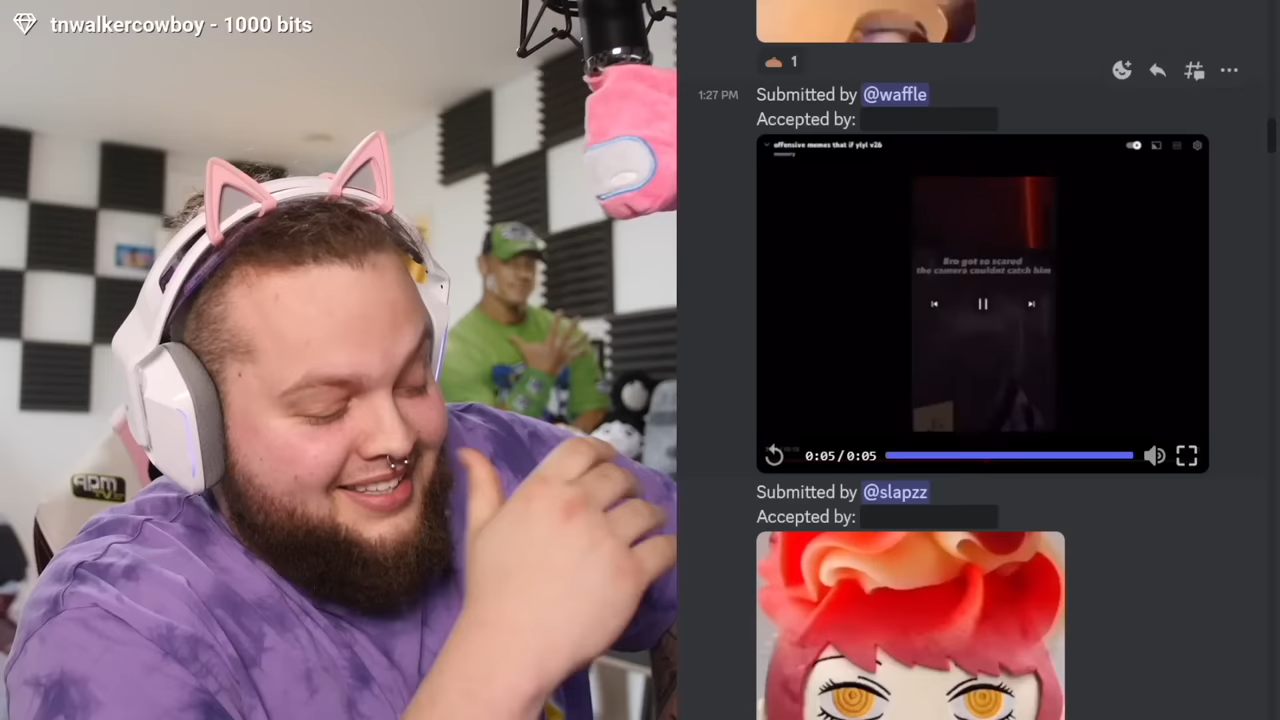 tnwalkercowboy - 1000 bits
1
1:27 PM
Submitted by @waffle
Accepted by:
offensive memes that if ylyl v26
Bro got so scared
the camera couldnt catch him
0:05/0:05
Submitted by @slapzz
Accepted by: